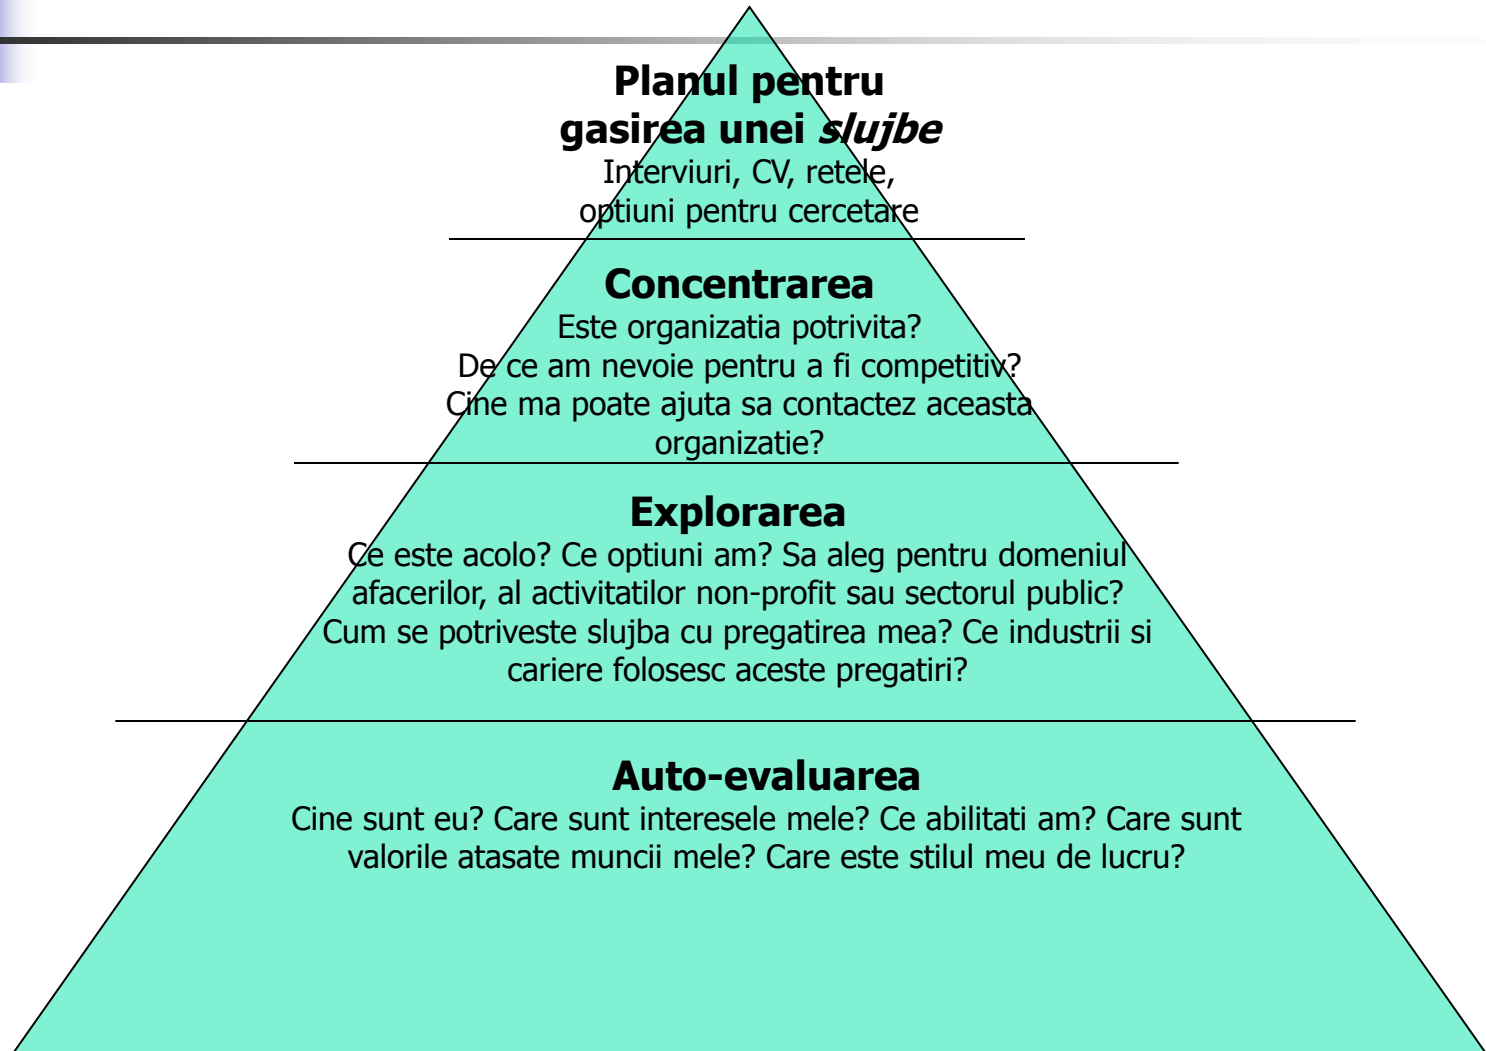 Planul pentru
gasirea unei slujbe
Interviuri, CV, retele,
optiuni pentru cercetare
Concentrarea
Este organizatia potrivita?
De ce am nevoie pentru a fi competitiv?
Cine ma poate ajuta sa contactez aceasta
organizatie?
Explorarea
Ce este acolo? Ce optiuni am? Sa aleg pentru domeniul
afacerilor, al activitatilor non-profit sau sectorul public?
Cum se potriveste slujba cu pregatirea mea? Ce industrii si
cariere folosesc aceste pregatiri?
Auto-evaluarea
Cine sunt eu? Care sunt interesele mele? Ce abilitati am? Care sunt
valorile atasate muncii mele? Care este stilul meu de lucru?